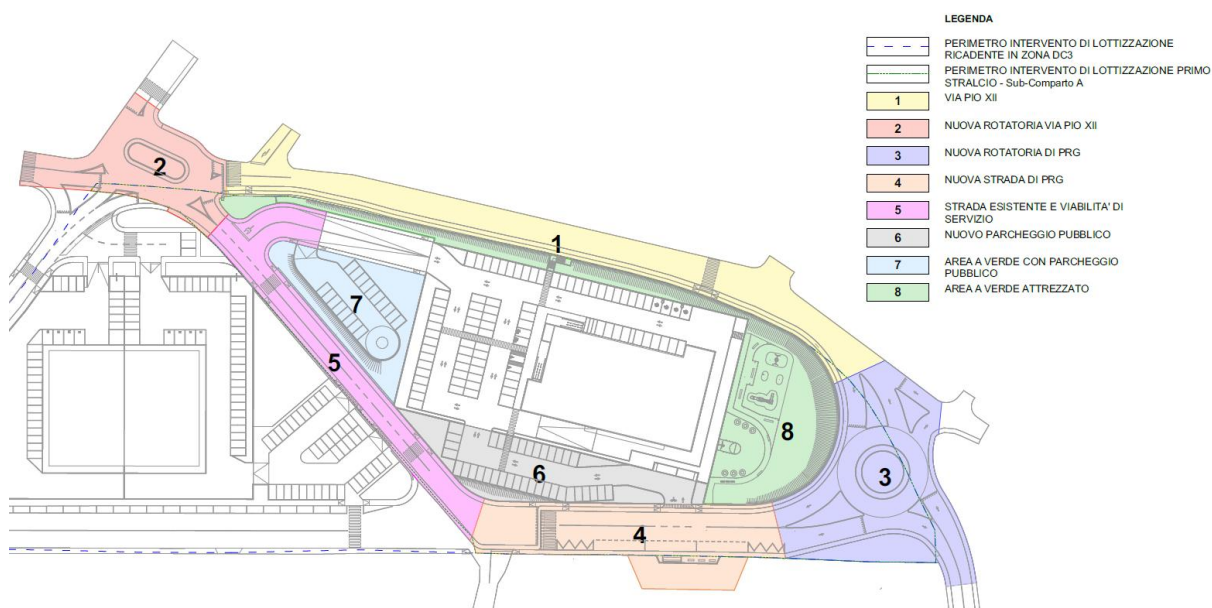 LEGENDA
PERIMETRO INTERVENTO DI LOTTIZZAZIONE
RICADENTE IN ZONA DC3
PERIMETRO INTERVENTO DI LOTTIZZAZIONE PRIMO
STRALCIO - Sub-Comparto A
1 VIA PIO XII
2 NUOVA ROTATORIA VIA PIO XII
3 NUOVA ROTATORIA DI PRG
4 NUOVA STRADA DI PRG
5 STRADA ESISTENTE E VIABILITA' DI
SERVIZIO
6 NUOVO PARCHEGGIO PUBBLICO
7 AREA A VERDE CON PARCHEGGIO
PUBBLICO
8 AREA A VERDE ATTREZZATO
2
1
7
5
8
6
3
4